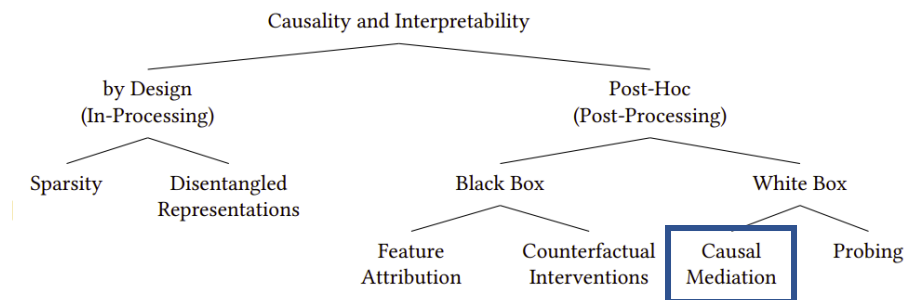 Causality and Interpretability
by Design
(In-Processing)
Post-Hoc
(Post-Processing)
Sparsity
Disentangled
Representations
Black Box
White Box
Feature
Attribution
Counterfactual
Interventions
Causal
Mediation
Probing